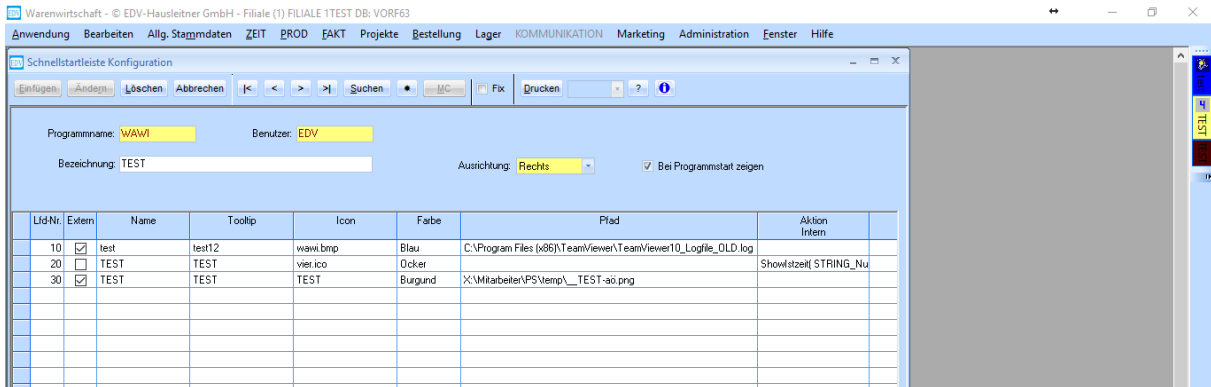 Warenwirtschaft - © EDV-Hausleitner GmbH - Filiale (1) FILIALE 1TEST DB: VORF63
Anwendung Bearbeiten Allg. Stammdaten ZEIT PROD FAKT Projekte Bestellung Lager KOMMUNIKATION Marketing Administration Fenster Hilfe
EDV Schnellstartleiste Konfiguration
Einfügen Ändern Löschen Abbrechen |< < > >| Suchen * MC Fix Drucken ? i
Programmname: WAWI Benutzer: EDV
Bezeichnung: TEST Ausrichtung: Rechts Bei Programmstart zeigen
Lfd-Nr. Extern Name Tooltip Icon Farbe Pfad Aktion Intern
10 test test12 wawi.bmp Blau C:\Program Files (x86)\TeamViewer\TeamViewer10_Logfile_OLD.log
20 TEST TEST vier.ico Ocker ShowIstzeit( STRING_Nu
30 TEST TEST TEST Burgund X:\Mitarbeiter\PS\temp\__TEST-aö.png
4 TEST